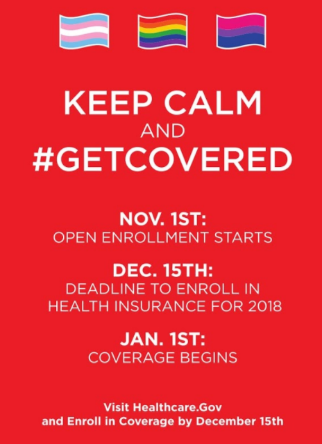 KEEP CALM
AND
#GETCOVERED
NOV. 1ST:
OPEN ENROLLMENT STARTS
DEC. 15TH:
DEADLINE TO ENROLL IN
HEALTH INSURANCE FOR 2018
JAN. 1ST:
COVERAGE BEGINS
Visit Healthcare.Gov
and Enroll in Coverage by December 15th